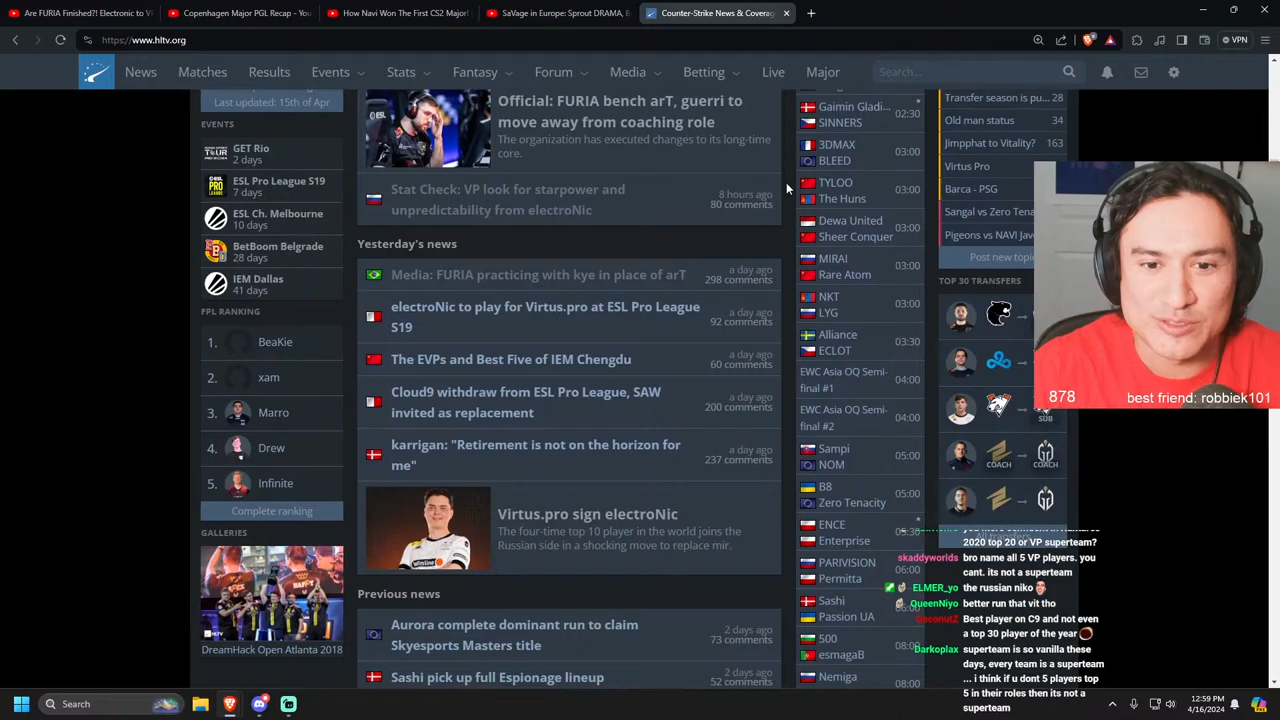 Are FURIA Finished?! Electronic to V
Copenhagen Major PGL Recap - You
How Navi Won The First CS2 Major!
SaVage in Europe: Sprout DRAMA, B
Counter-Strike News & Coverag
https://www.hltv.org
VPN
News
Matches
Results
Events
Stats
Fantasy
Forum
Media
Betting
Live
Major
Search...
Last updated: 15th of Apr
EVENTS
GET Rio
2 days
ESL Pro League S19
7 days
ESL Ch. Melbourne
10 days
BetBoom Belgrade
28 days
IEM Dallas
41 days
FPL RANKING
1. BeaKie
2. xam
3. Marro
4. Drew
5. Infinite
Complete ranking
GALLERIES
HLTV
DreamHack Open Atlanta 2018
Official: FURIA bench arT, guerri to
move away from coaching role
The organization has executed changes to its long-time
core.
Stat Check: VP look for starpower and
unpredictability from electroNic
8 hours ago
80 comments
Yesterday's news
Media: FURIA practicing with kye in place of arT
a day ago
298 comments
electroNic to play for Virtus.pro at ESL Pro League
S19
a day ago
92 comments
The EVPs and Best Five of IEM Chengdu
a day ago
60 comments
Cloud9 withdraw from ESL Pro League, SAW
invited as replacement
a day ago
200 comments
karrigan: "Retirement is not on the horizon for
me"
a day ago
237 comments
Virtus.pro sign electroNic
The four-time top 10 player in the world joins the
Russian side in a shocking move to replace mir.
Previous news
Aurora complete dominant run to claim
Skyesports Masters title
2 days ago
73 comments
Sashi pick up full Espionage lineup
2 days ago
52 comments
Gaimin Gladi...
SINNERS
02:30
3DMAX
BLEED
03:00
TYLOO
The Huns
03:00
Dewa United
Sheer Conquer
03:00
MIRAI
Rare Atom
03:00
NKT
LYG
03:00
Alliance
ECLOT
03:30
EWC Asia OQ Semi-
final #1
04:00
EWC Asia OQ Semi-
final #2
04:00
Sampi
NOM
05:00
B8
Zero Tenacity
05:00
ENCE
Enterprise
05:30
PARIVISION
Permitta
06:00
Sashi
Passion UA
500
esmagaB
08:00
Nemiga
08:00
Transfer season is pu...
28
Old man status
34
Jimpphat to Vitality?
163
Virtus Pro
Barca - PSG
Sangal vs Zero Tena
Pigeons vs NAVI Jav
Post new topic
TOP 30 TRANSFERS
SUB
COACH
COACH
878
best friend: robbiek101
2020 top 20 or VP superteam?
skaddyworlds bro name all 5 VP players. you
cant. its not a superteam
ELMER_yo the russian niko
QueenNiyo better run that vit tho
CoconutZ Best player on C9 and not even
a top 30 player of the year
Darkoplax superteam is so vanilla these
days, every team is a superteam
... i think if u dont 5 players top
5 in their roles then its not a
superteam
Search
12:59 PM
4/16/2024